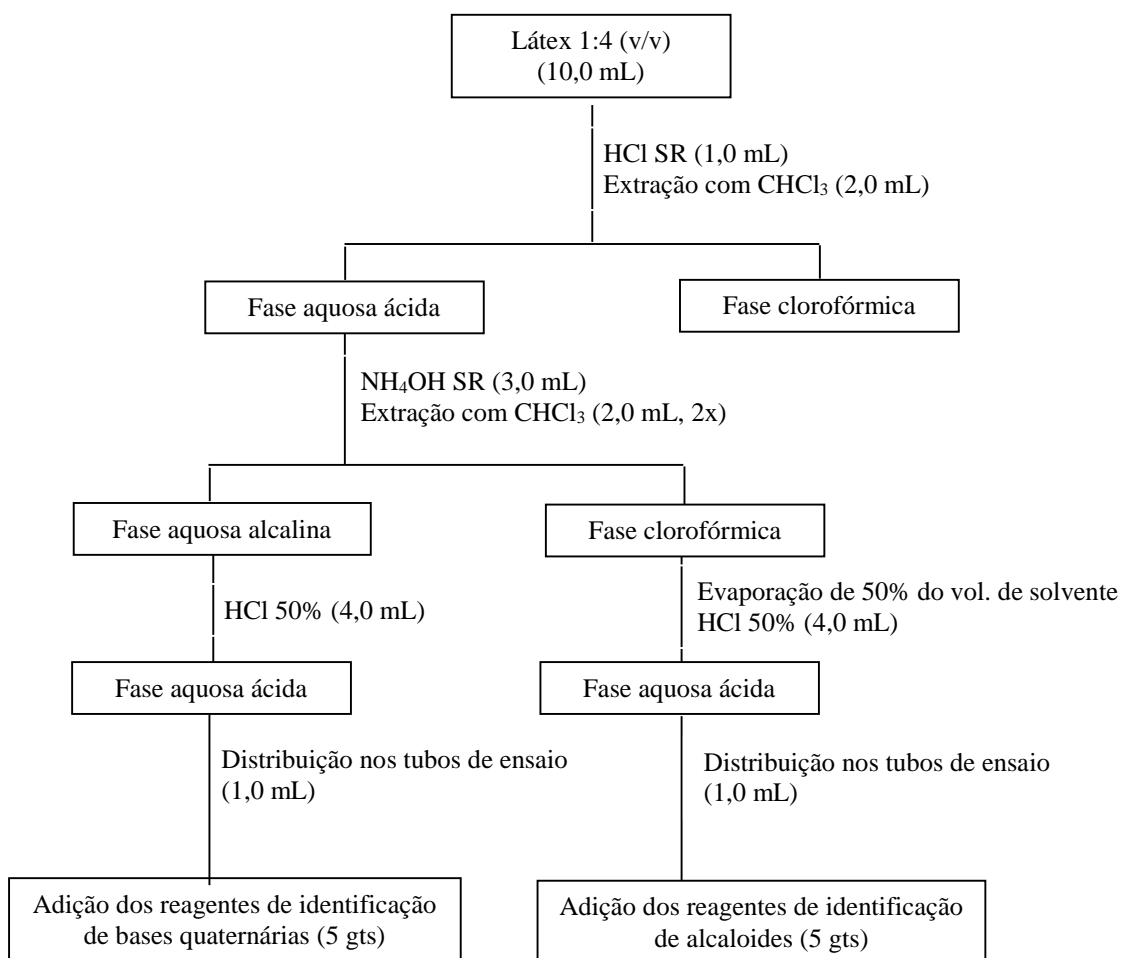 Látex 1:4 (v/v)
(10,0 mL)
HCl SR (1,0 mL)
Extração com CHCl₃ (2,0 mL)
Fase aquosa ácida
Fase clorofórmica
NH₄OH SR (3,0 mL)
Extração com CHCl₃ (2,0 mL, 2x)
Fase aquosa alcalina
Fase clorofórmica
HCl 50% (4,0 mL)
Evaporação de 50% do vol. de solvente
HCl 50% (4,0 mL)
Fase aquosa ácida
Fase aquosa ácida
Distribuição nos tubos de ensaio
(1,0 mL)
Distribuição nos tubos de ensaio
(1,0 mL)
Adição dos reagentes de identificação
de bases quaternárias (5 gts)
Adição dos reagentes de identificação
de alcaloides (5 gts)